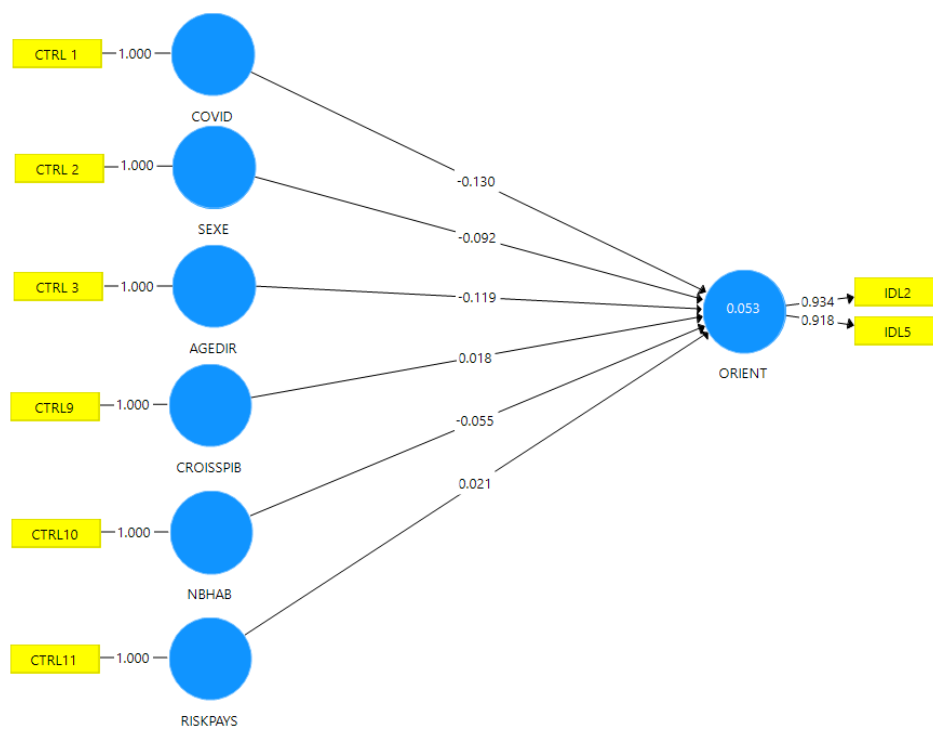 CTRL 1
1.000
COVID
CTRL 2
1.000
SEXE
CTRL 3
1.000
AGEDIR
CTRL9
1.000
CROISSPIB
CTRL10
1.000
NBHAB
CTRL11
1.000
RISKPAYS
-0.130
-0.092
-0.119
0.018
-0.055
0.021
0.053
ORIENT
0.934
IDL2
0.918
IDL5